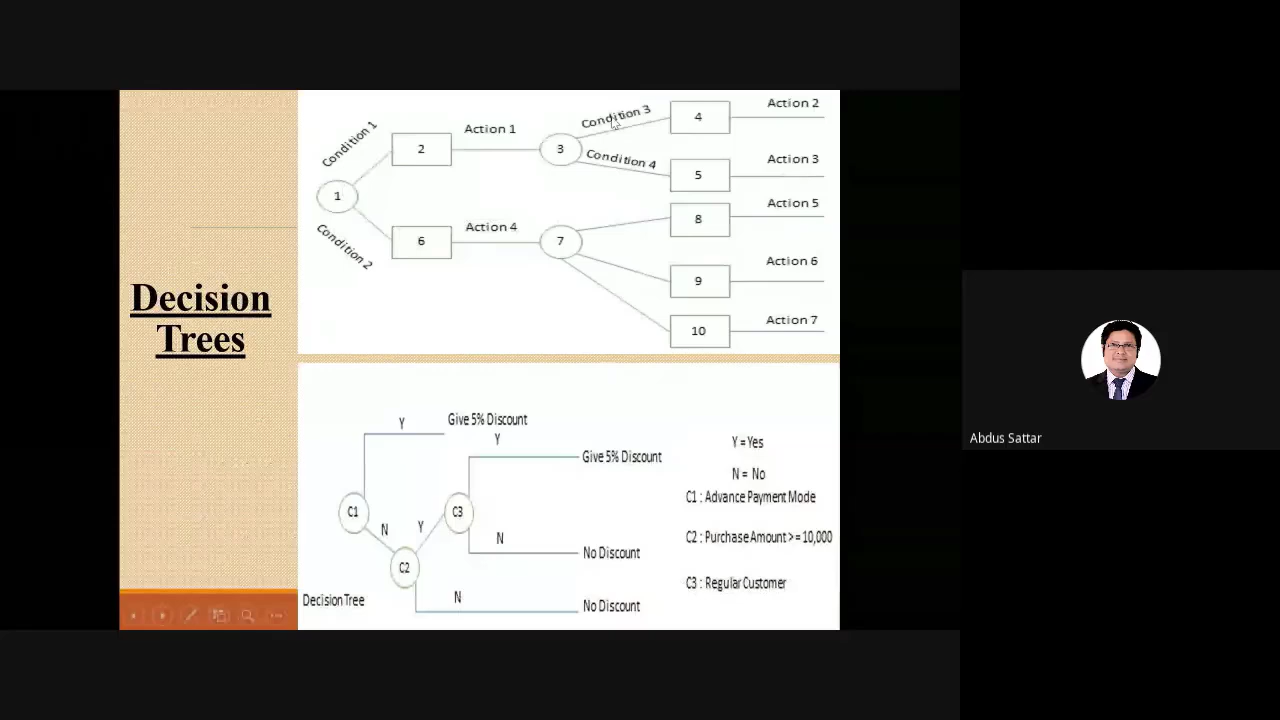 Decision
Trees
Condition 1
Condition 2
1
2
6
Action 1
Action 4
3
7
Condition 3
Condition 4
4
5
8
9
10
Action 2
Action 3
Action 5
Action 6
Action 7
Y
Give 5% Discount
Y
Give 5% Discount
C1
N
Y
C3
N
No Discount
C2
N
No Discount
Decision Tree
Y = Yes
N = No
C1 : Advance Payment Mode
C2 : Purchase Amount >= 10,000
C3 : Regular Customer
Abdus Sattar